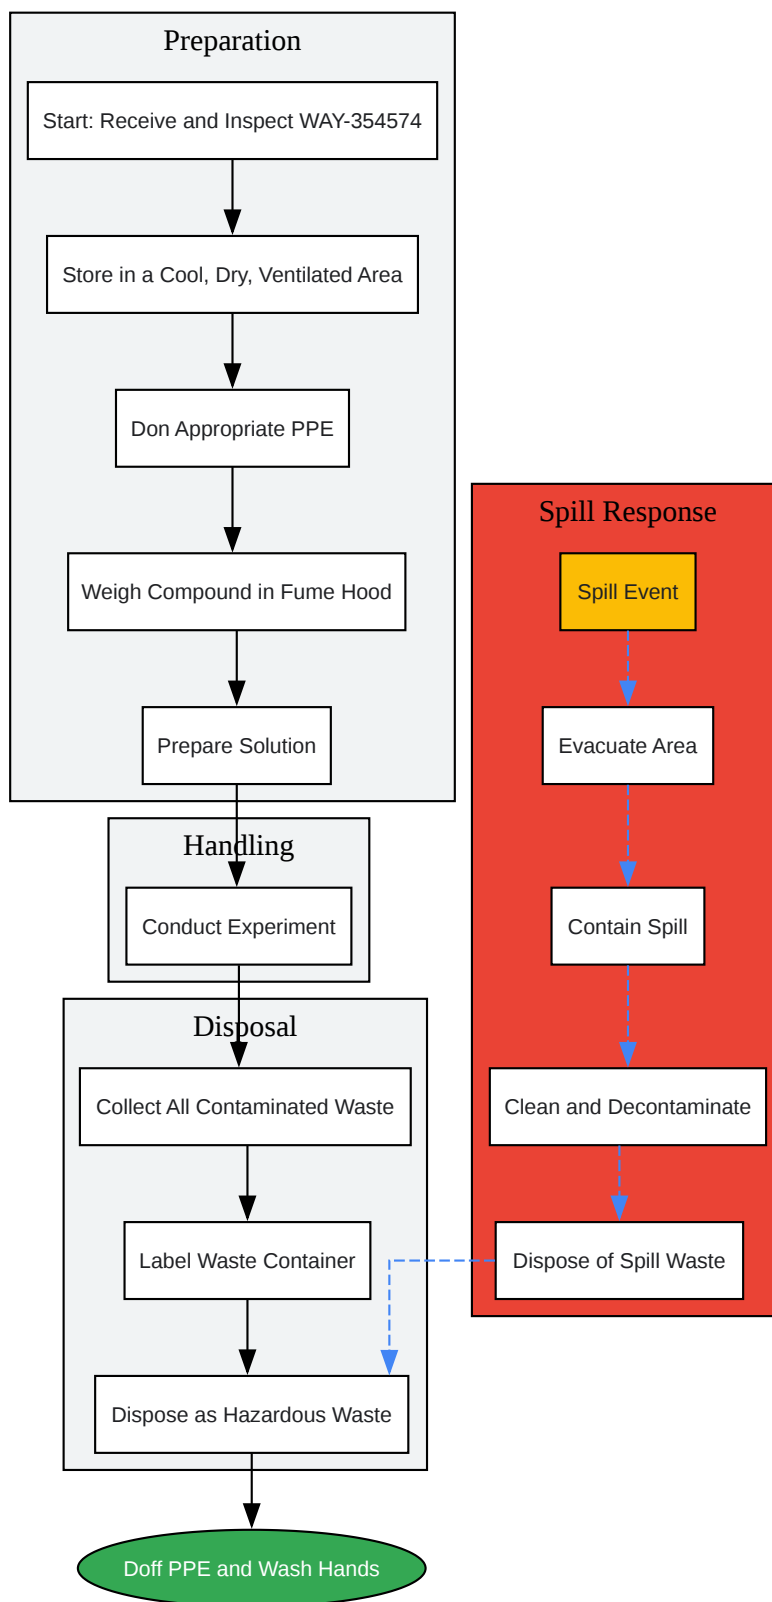 Preparation
Start: Receive and Inspect WAY-354574
Store in a Cool, Dry, Ventilated Area
Don Appropriate PPE
Weigh Compound in Fume Hood
Prepare Solution
Handling
Conduct Experiment
Disposal
Collect All Contaminated Waste
Label Waste Container
Dispose as Hazardous Waste
Doff PPE and Wash Hands
Spill Response
Spill Event
Evacuate Area
Contain Spill
Clean and Decontaminate
Dispose of Spill Waste